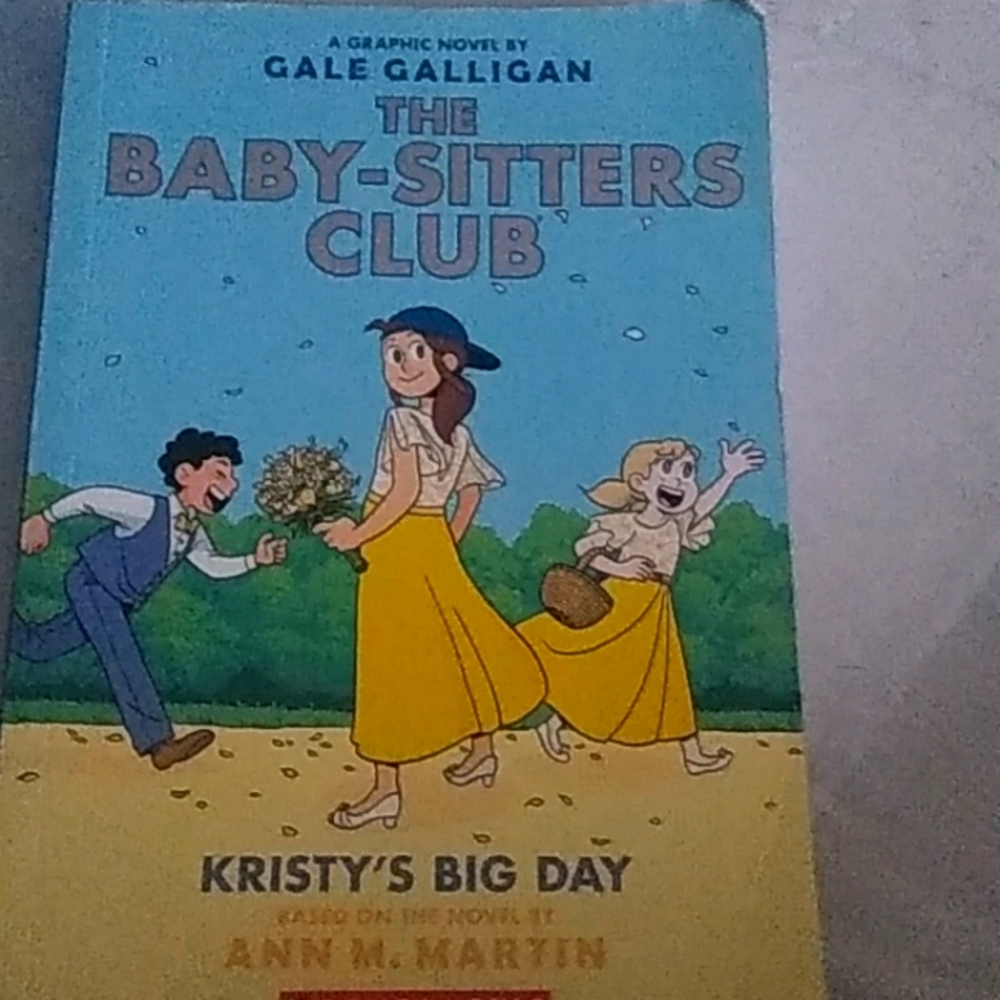 A GRAPHIC NOVEL BY
GALE GALLIGAN
THE
BABY-SITTERS
CLUB
KRISTY'S BIG DAY
BASED ON THE NOVEL BY
ANN M. MARTIN